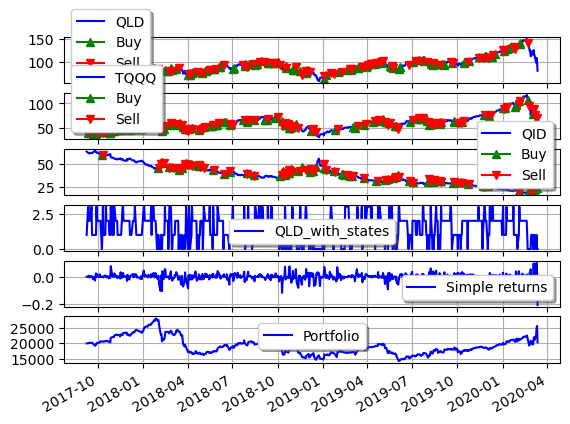 QLD
Buy
Sell
TQQQ
Buy
Sell
QID
Buy
Sell
150
100
100
50
50
25
2.5
0.0
QLD_with_states
0.0
−0.2
Simple returns
25000
20000
15000
Portfolio
2017-10
2018-01
2018-04
2018-07
2018-10
2019-01
2019-04
2019-07
2019-10
2020-01
2020-04